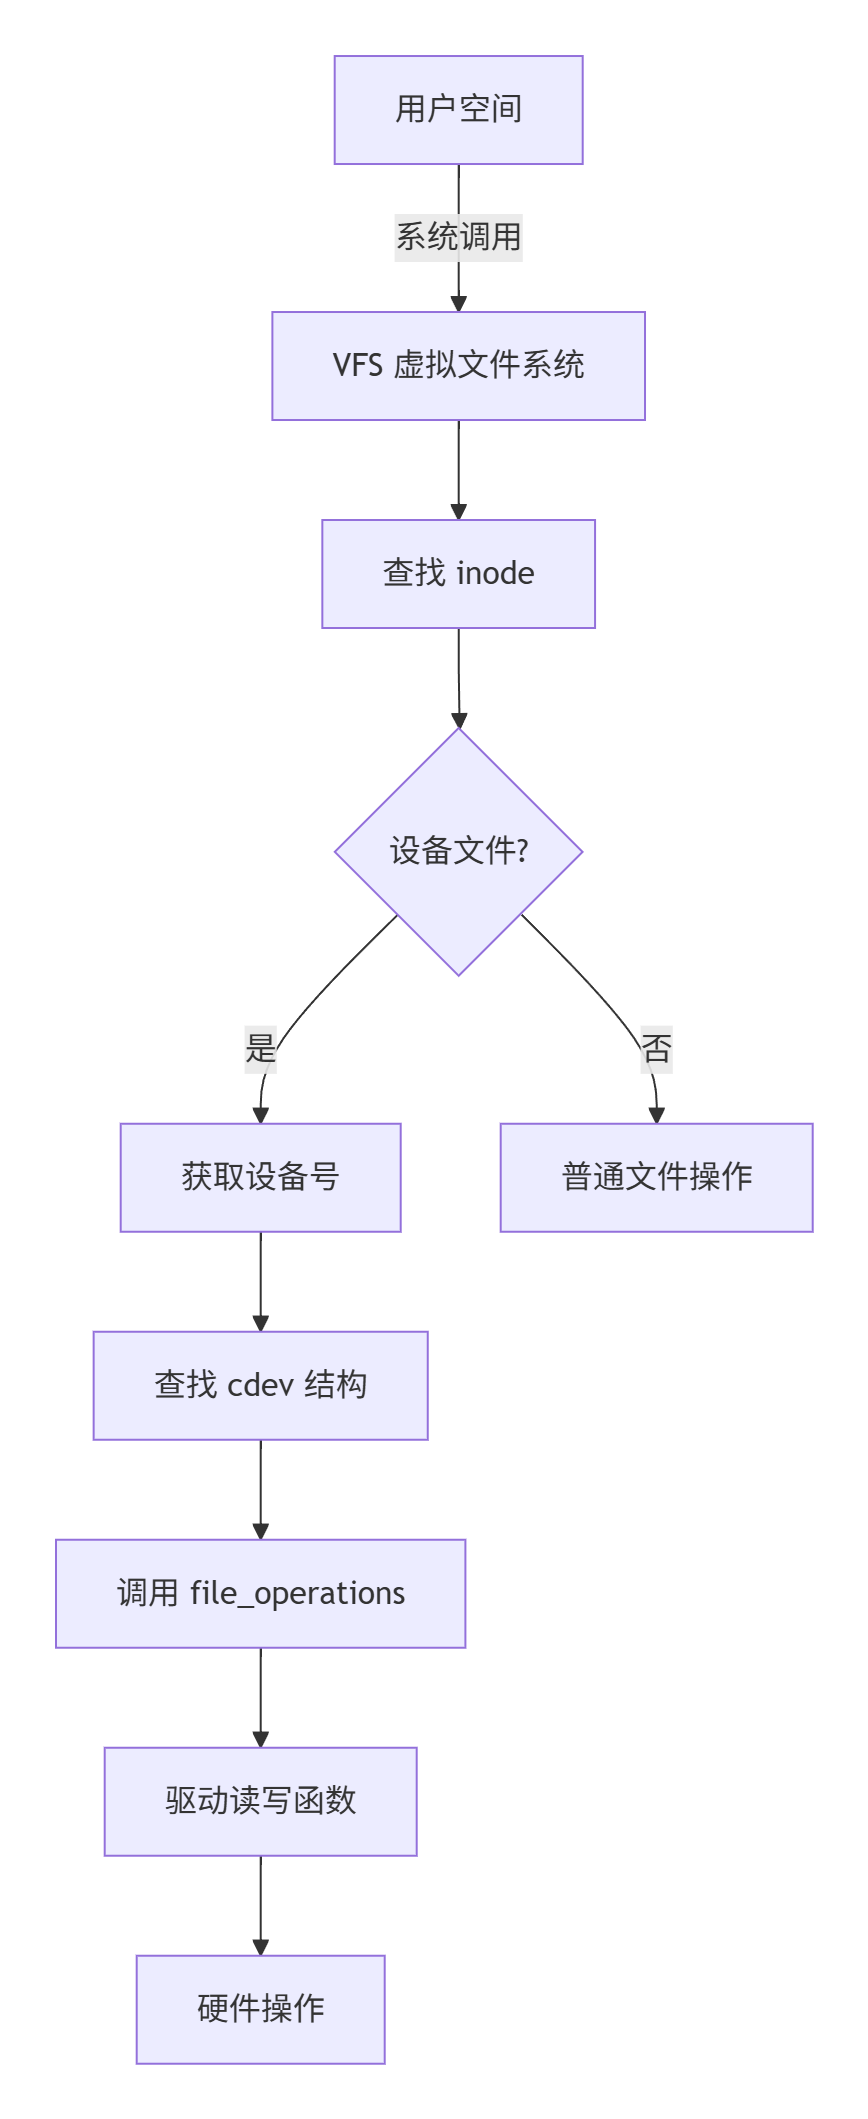 用户空间
系统调用
VFS 虚拟文件系统
查找 inode
设备文件?
是
否
获取设备号
普通文件操作
查找 cdev 结构
调用 file_operations
驱动读写函数
硬件操作